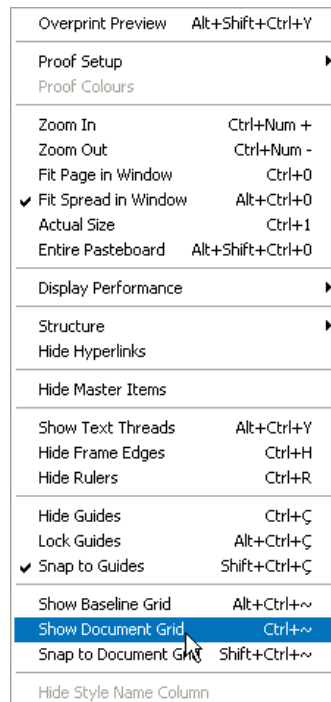 Overprint Preview Alt+Shift+Ctrl+Y
Proof Setup
Proof Colours
Zoom In Ctrl+Num +
Zoom Out Ctrl+Num -
Fit Page in Window Ctrl+0
Fit Spread in Window Alt+Ctrl+0
Actual Size Ctrl+1
Entire Pasteboard Alt+Shift+Ctrl+0
Display Performance
Structure
Hide Hyperlinks
Hide Master Items
Show Text Threads Alt+Ctrl+Y
Hide Frame Edges Ctrl+H
Hide Rulers Ctrl+R
Hide Guides Ctrl+Ç
Lock Guides Alt+Ctrl+Ç
Snap to Guides Shift+Ctrl+Ç
Show Baseline Grid Alt+Ctrl+~
Show Document Grid Ctrl+~
Snap to Document Grid Shift+Ctrl+~
Hide Style Name Column